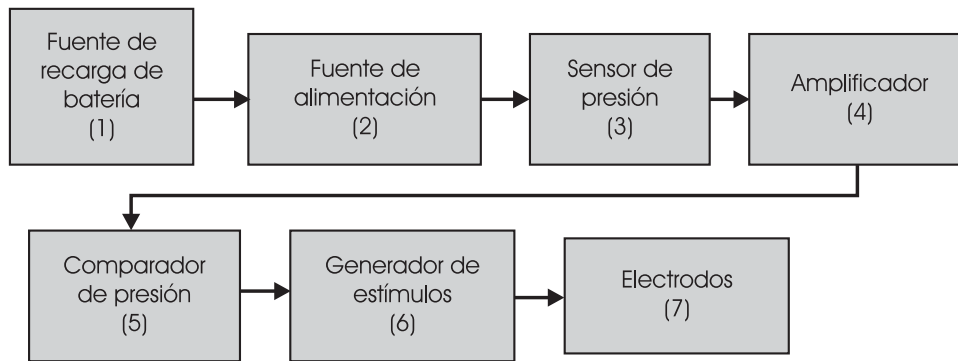 Fuente de
recarga de
batería
(1)
Fuente de
alimentación
(2)
Sensor de
presión
(3)
Amplificador
(4)
Comparador
de presión
(5)
Generador de
estímulos
(6)
Electrodos
(7)